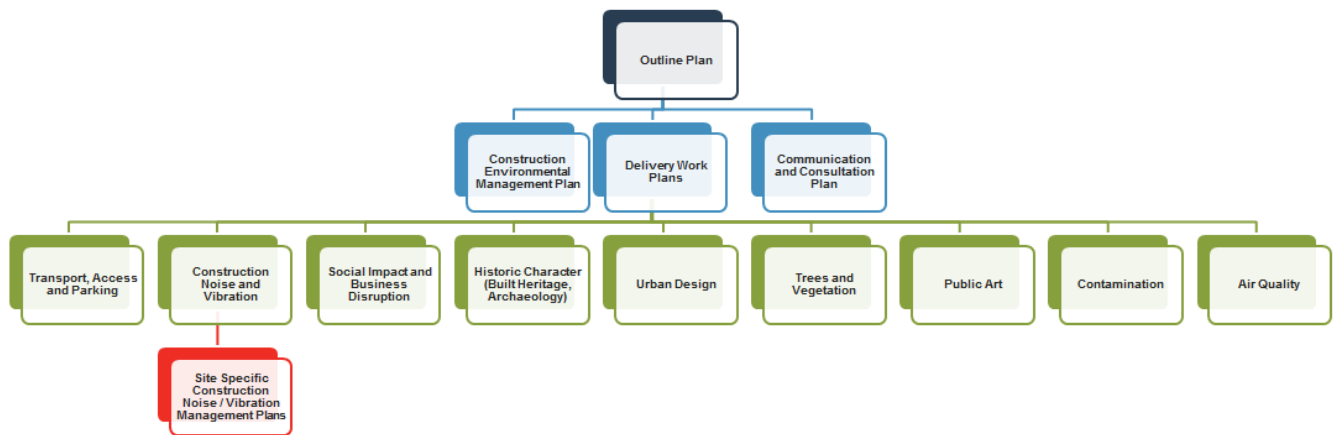 Outline Plan
Construction
Environmental
Management Plan
Delivery Work
Plans
Communication
and Consultation
Plan
Transport, Access
and Parking
Construction
Noise and
Vibration
Social Impact and
Business
Disruption
Historic Character
(Built Heritage,
Archaeology)
Urban Design
Trees and
Vegetation
Public Art
Contamination
Air Quality
Site Specific
Construction
Noise / Vibration
Management Plans